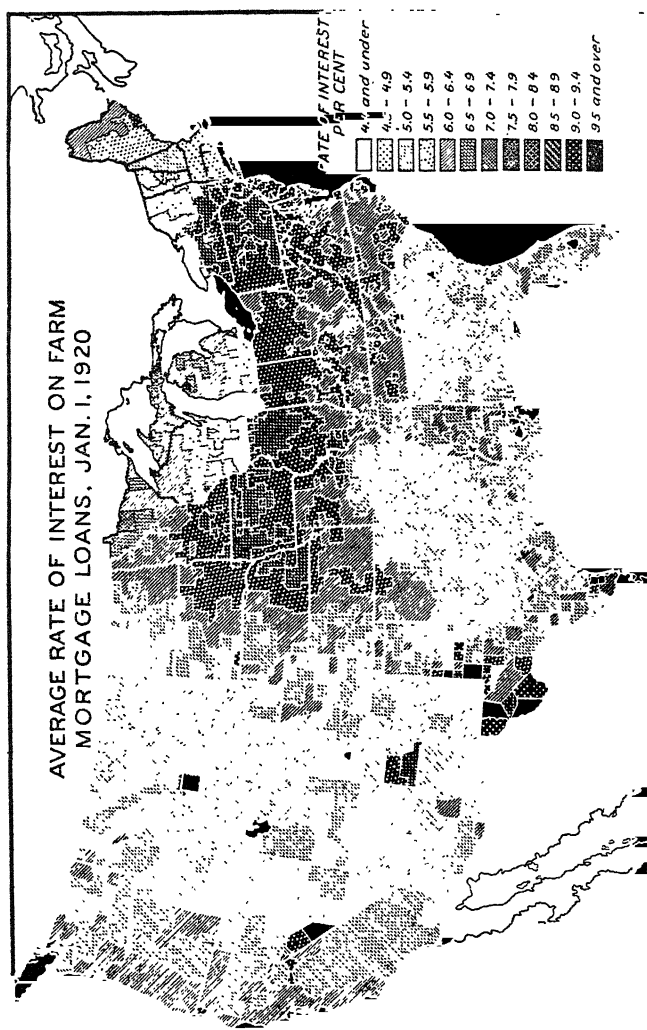 AVERAGE RATE OF INTEREST ON FARM
MORTGAGE LOANS, JAN. 1, 1920
OF INTEREST
PER CENT
and under
4.9
5.0 - 5.4
5.5 - 5.9
6.0 - 6.4
6.5 - 6.9
7.0 - 7.4
7.5 - 7.9
8.0 - 8.4
8.5 - 8.9
9.0 - 9.4
9.5 and over